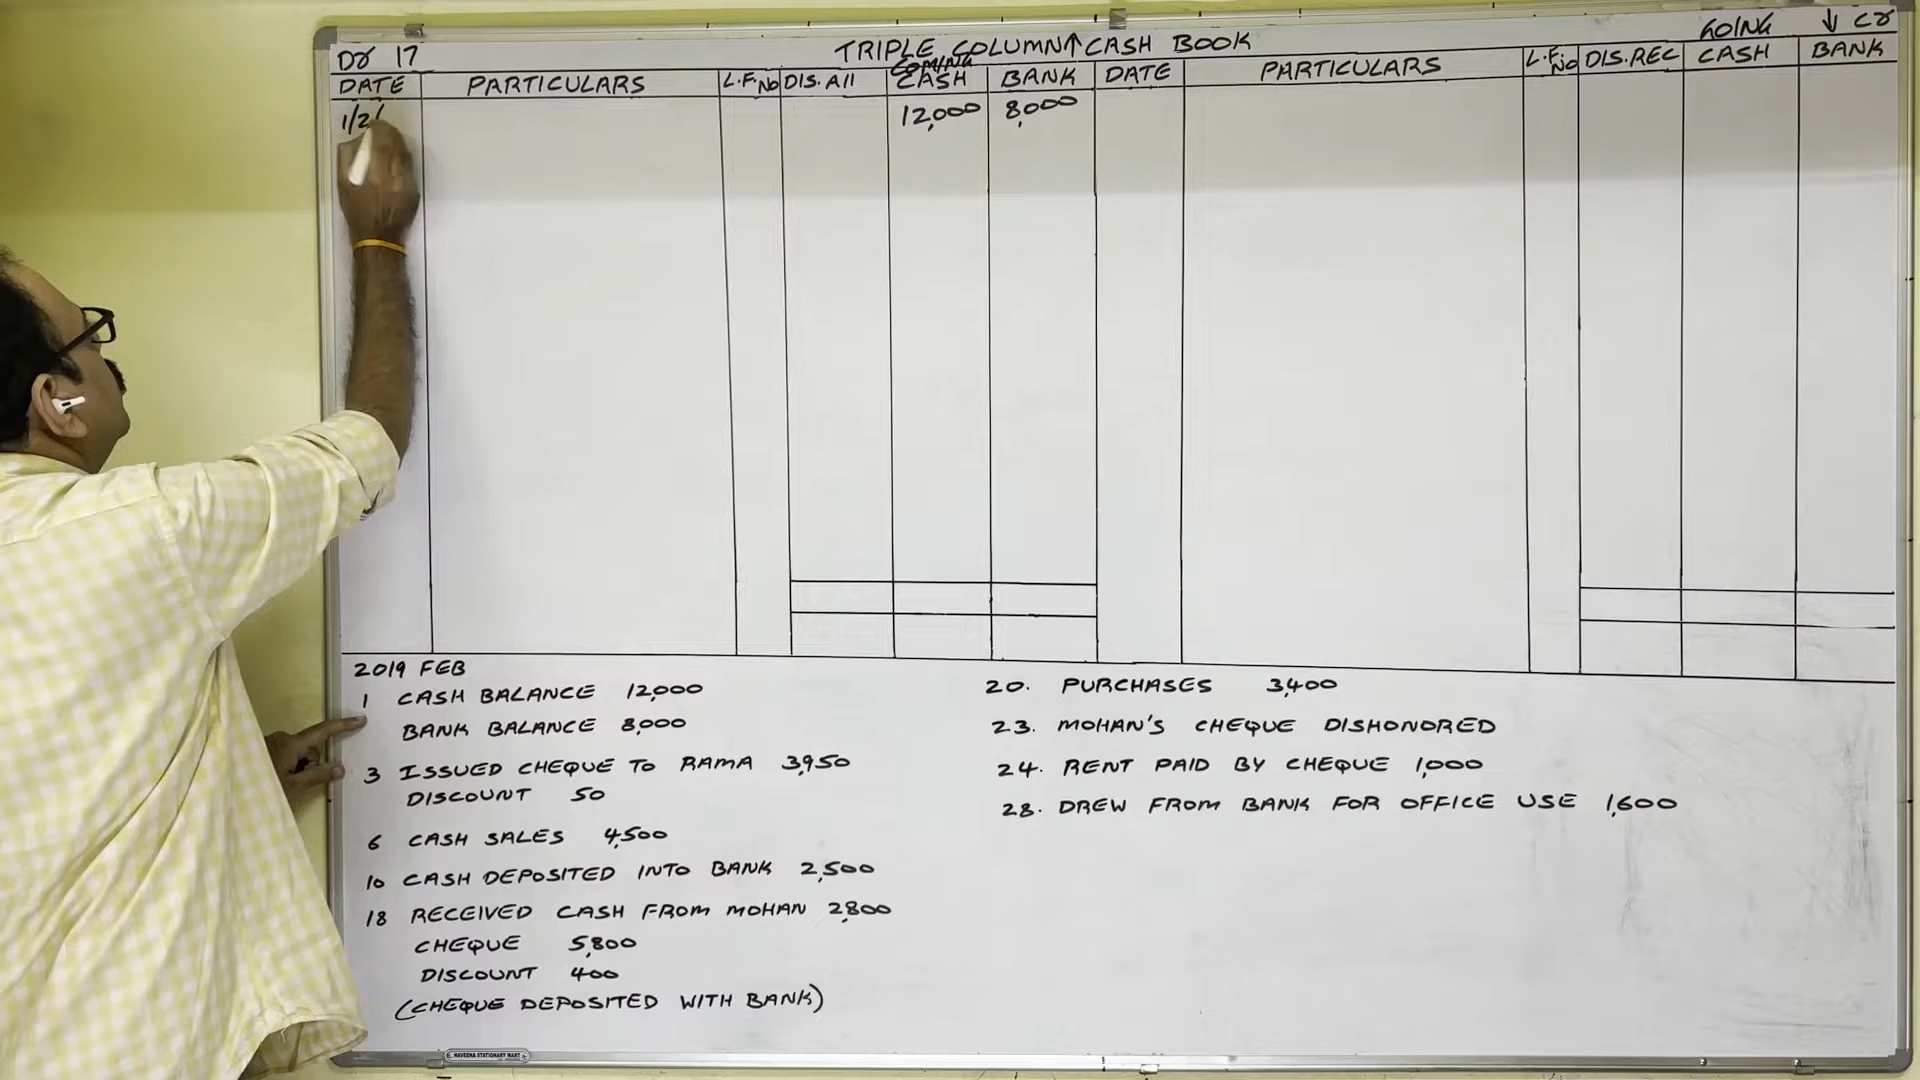 GOING ↓ Cr
Dr 17 TRIPLE COLUMN↑ CASH BOOK
COMING
DATE PARTICULARS L.F.No DIS.All CASH BANK DATE PARTICULARS L.F.No DIS.REC CASH BANK
1/2/ 12,000 8,000
2019 FEB
1 CASH BALANCE 12,000
BANK BALANCE 8,000
3 ISSUED CHEQUE TO RAMA 3,950
DISCOUNT 50
6 CASH SALES 4,500
10 CASH DEPOSITED INTO BANK 2,500
18 RECEIVED CASH FROM MOHAN 2,800
CHEQUE 5,800
DISCOUNT 400
(CHEQUE DEPOSITED WITH BANK)
20. PURCHASES 3,400
23. MOHAN'S CHEQUE DISHONORED
24. RENT PAID BY CHEQUE 1,000
28. DREW FROM BANK FOR OFFICE USE 1,600
NAVEENA STATIONARY MART